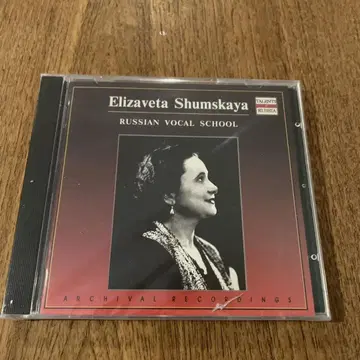 Elizaveta Shumskaya
RUSSIAN VOCAL SCHOOL
ARCHIVAL RECORDINGS